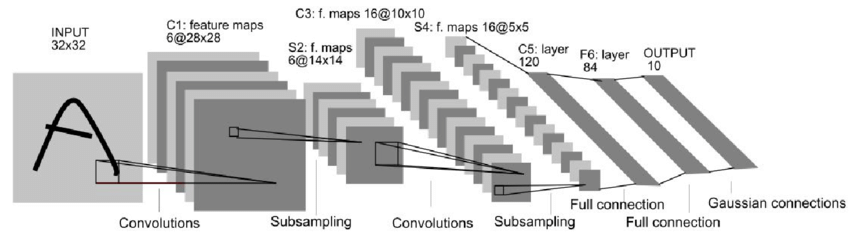 INPUT
32x32
C1: feature maps
6@28x28
S2: f. maps
6@14x14
C3: f. maps 16@10x10
S4: f. maps 16@5x5
C5: layer
120
F6: layer
84
OUTPUT
10
A
Convolutions
Subsampling
Convolutions
Subsampling
Full connection
Full connection
Gaussian connections